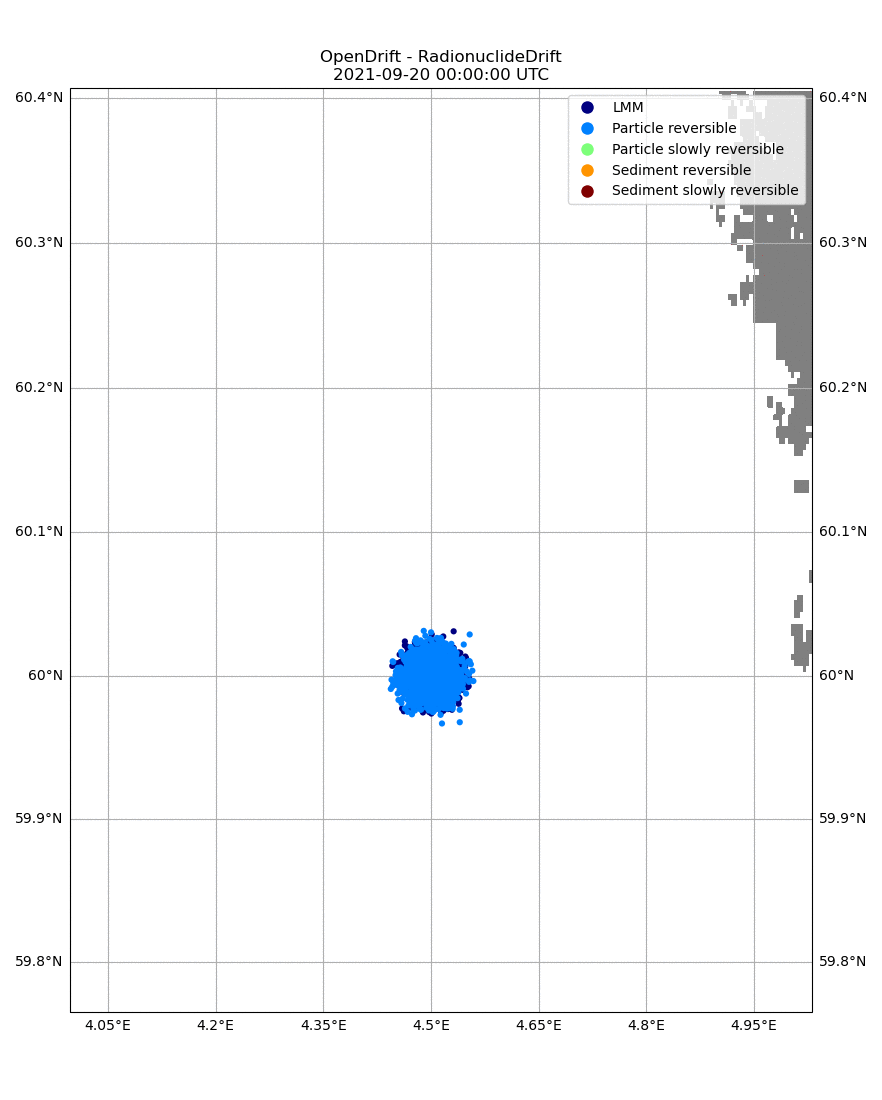 OpenDrift - RadionuclideDrift
2021-09-20 00:00:00 UTC
60.4°N
60.4°N
LMM
Particle reversible
Particle slowly reversible
Sediment reversible
Sediment slowly reversible
60.3°N
60.3°N
60.2°N
60.2°N
60.1°N
60.1°N
60°N
60°N
59.9°N
59.9°N
59.8°N
59.8°N
4.05°E
4.2°E
4.35°E
4.5°E
4.65°E
4.8°E
4.95°E